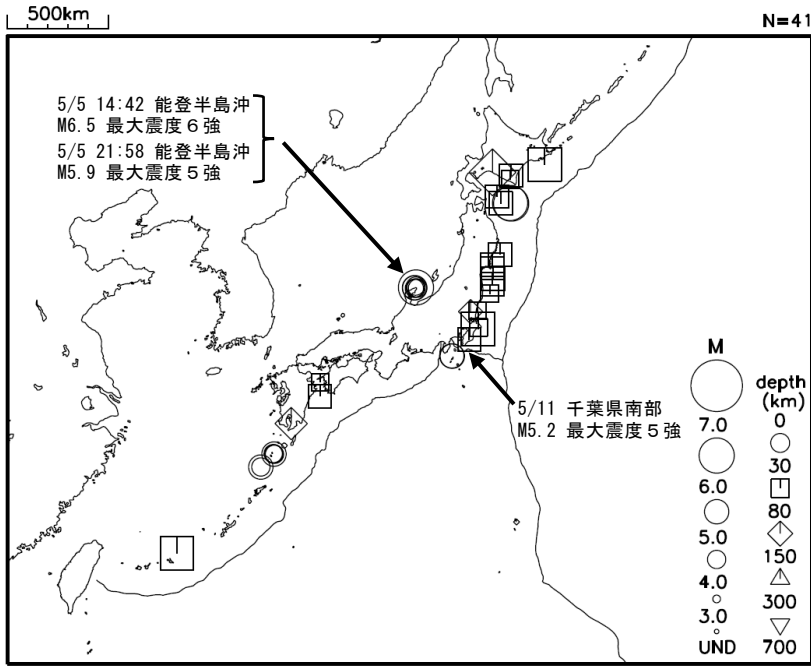 500km
N=41
5/5 14:42 能登半島沖
M6.5 最大震度６強
5/5 21:58 能登半島沖
M5.9 最大震度５強
5/11 千葉県南部
M5.2 最大震度５強
M
7.0
6.0
5.0
4.0
3.0
UND
depth
(km)
0
30
80
150
300
700